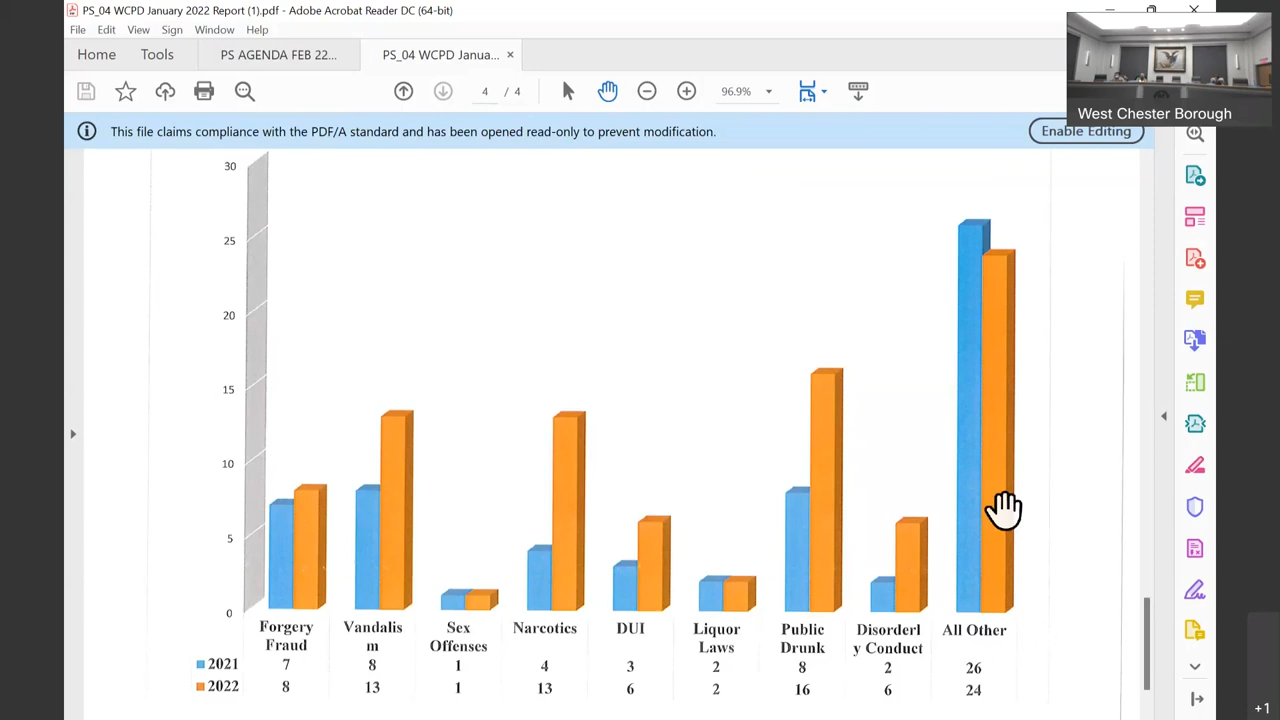 PS_04 WCPD January 2022 Report (1).pdf - Adobe Acrobat Reader DC (64-bit)
File Edit View Sign Window Help
Home Tools PS AGENDA FEB 22... PS_04 WCPD Janua... ×
4 / 4 96.9%
West Chester Borough
This file claims compliance with the PDF/A standard and has been opened read-only to prevent modification. Enable Editing
30
25
20
15
10
5
0
Forgery Fraud
Vandalis m
Sex Offenses
Narcotics
DUI
Liquor Laws
Public Drunk
Disorderl y Conduct
All Other
2021 7 8 1 4 3 2 8 2 26
2022 8 13 1 13 6 2 16 6 24
+1